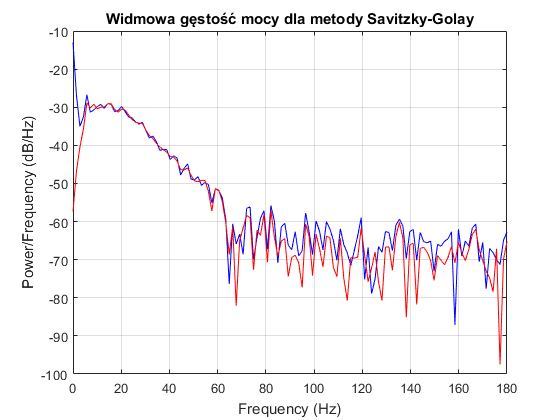 Widmowa gęstość mocy dla metody Savitzky-Golay
Power/Frequency (dB/Hz)
-10
-20
-30
-40
-50
-60
-70
-80
-90
-100
0 20 40 60 80 100 120 140 160 180
Frequency (Hz)